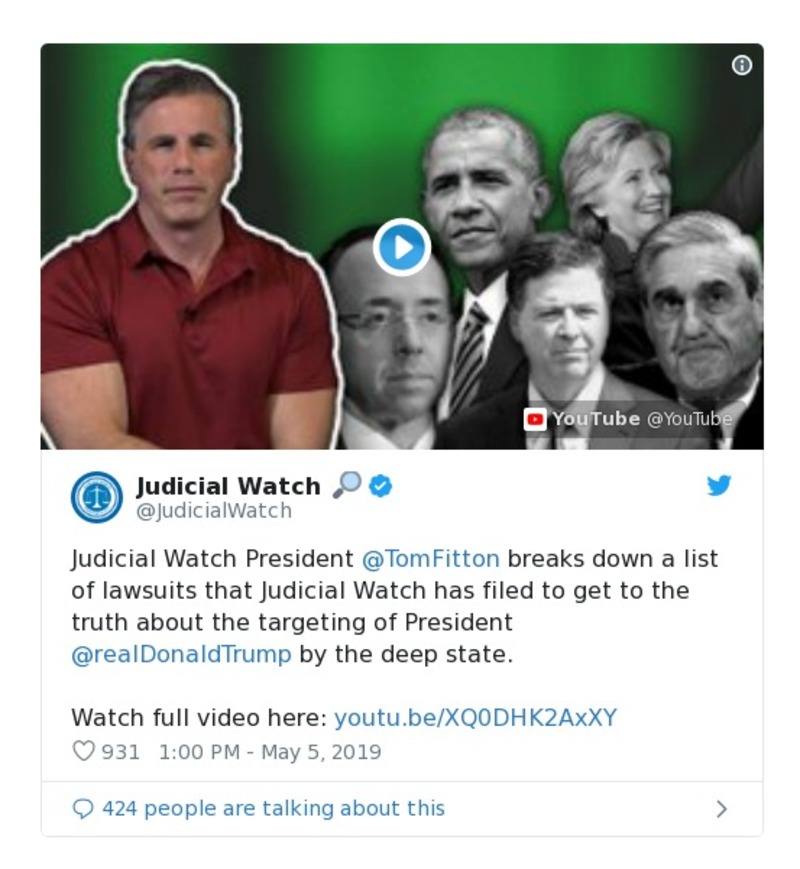 YouTube @YouTube
Judicial Watch
@JudicialWatch
Judicial Watch President @TomFitton breaks down a list
of lawsuits that Judicial Watch has filed to get to the
truth about the targeting of President
@realDonaldTrump by the deep state.
Watch full video here: youtu.be/XQ0DHK2AxXY
931 1:00 PM - May 5, 2019
424 people are talking about this